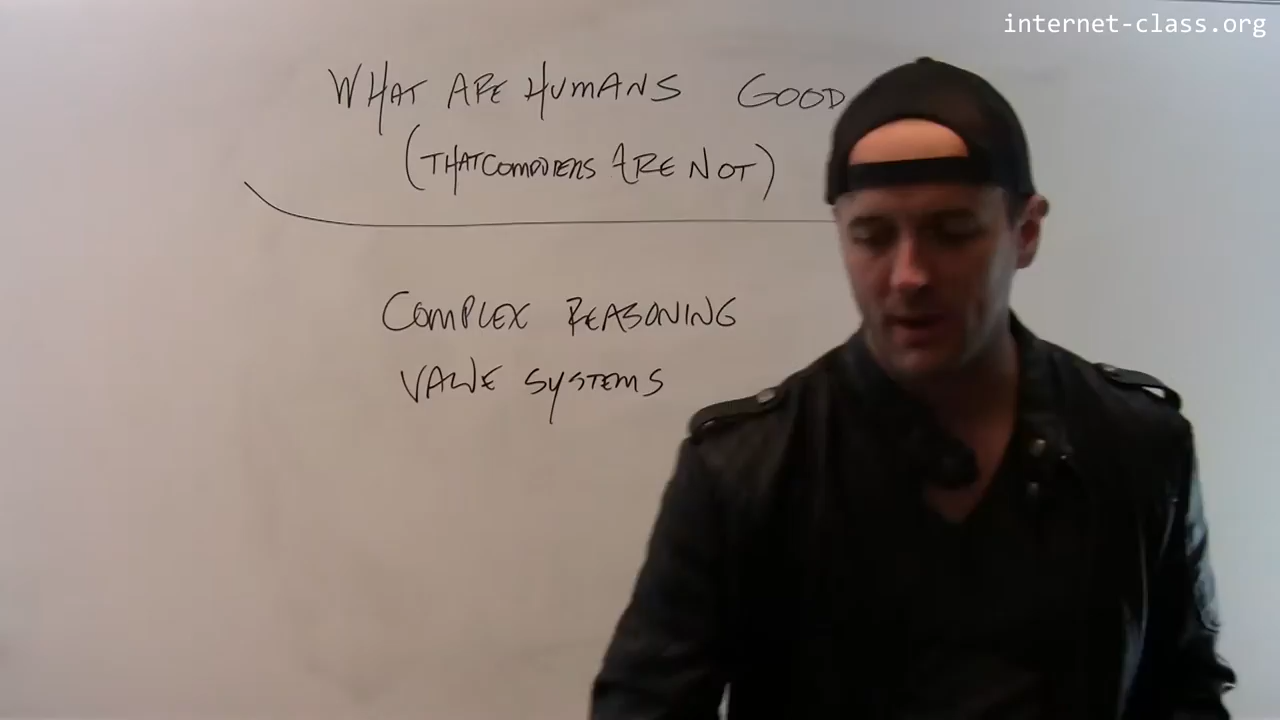 internet-class.org
WHAT ARE HUMANS GOOD
(THAT COMPUTERS ARE NOT)
COMPLEX REASONING
VALUE SYSTEMS